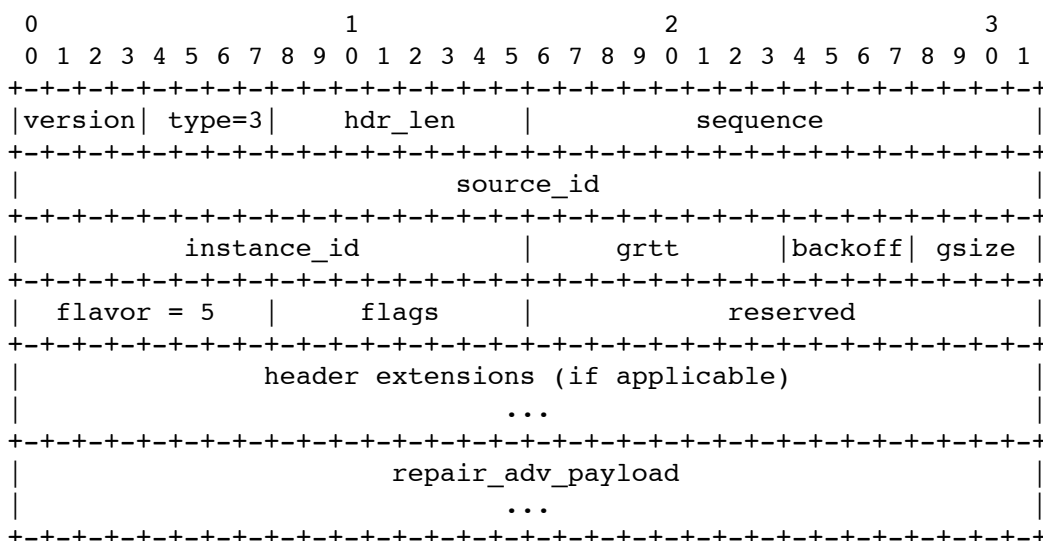 0                   1                   2                   3
 0 1 2 3 4 5 6 7 8 9 0 1 2 3 4 5 6 7 8 9 0 1 2 3 4 5 6 7 8 9 0 1
+-+-+-+-+-+-+-+-+-+-+-+-+-+-+-+-+-+-+-+-+-+-+-+-+-+-+-+-+-+-+-+-+
|version| type=3|    hdr_len    |          sequence             |
+-+-+-+-+-+-+-+-+-+-+-+-+-+-+-+-+-+-+-+-+-+-+-+-+-+-+-+-+-+-+-+-+
|                           source_id                           |
+-+-+-+-+-+-+-+-+-+-+-+-+-+-+-+-+-+-+-+-+-+-+-+-+-+-+-+-+-+-+-+-+
|          instance_id          |     grtt      |backoff| gsize |
+-+-+-+-+-+-+-+-+-+-+-+-+-+-+-+-+-+-+-+-+-+-+-+-+-+-+-+-+-+-+-+-+
|  flavor = 5   |     flags     |            reserved           |
+-+-+-+-+-+-+-+-+-+-+-+-+-+-+-+-+-+-+-+-+-+-+-+-+-+-+-+-+-+-+-+-+
|               header extensions (if applicable)               |
|                              ...                              |
+-+-+-+-+-+-+-+-+-+-+-+-+-+-+-+-+-+-+-+-+-+-+-+-+-+-+-+-+-+-+-+-+
|                       repair_adv_payload                      |
|                              ...                              |
+-+-+-+-+-+-+-+-+-+-+-+-+-+-+-+-+-+-+-+-+-+-+-+-+-+-+-+-+-+-+-+-+